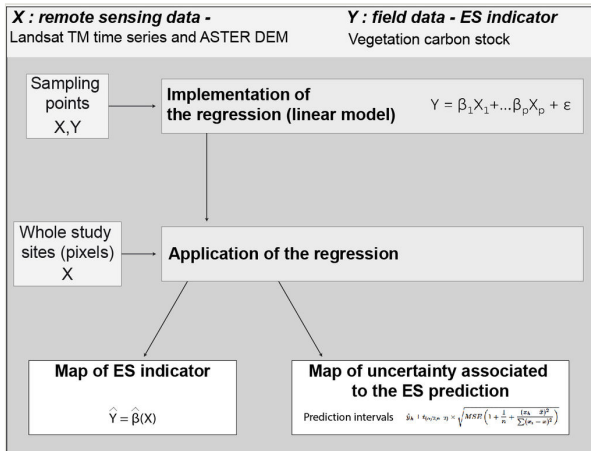 X : remote sensing data -
Landsat TM time series and ASTER DEM
Y : field data - ES indicator
Vegetation carbon stock
Sampling
points
X,Y
Implementation of
the regression (linear model)
Y = β₁X₁+...βₚXₚ + ε
Whole study
sites (pixels)
X
Application of the regression
Map of ES indicator
Ŷ = β̂(X)
Map of uncertainty associated
to the ES prediction
Prediction intervals